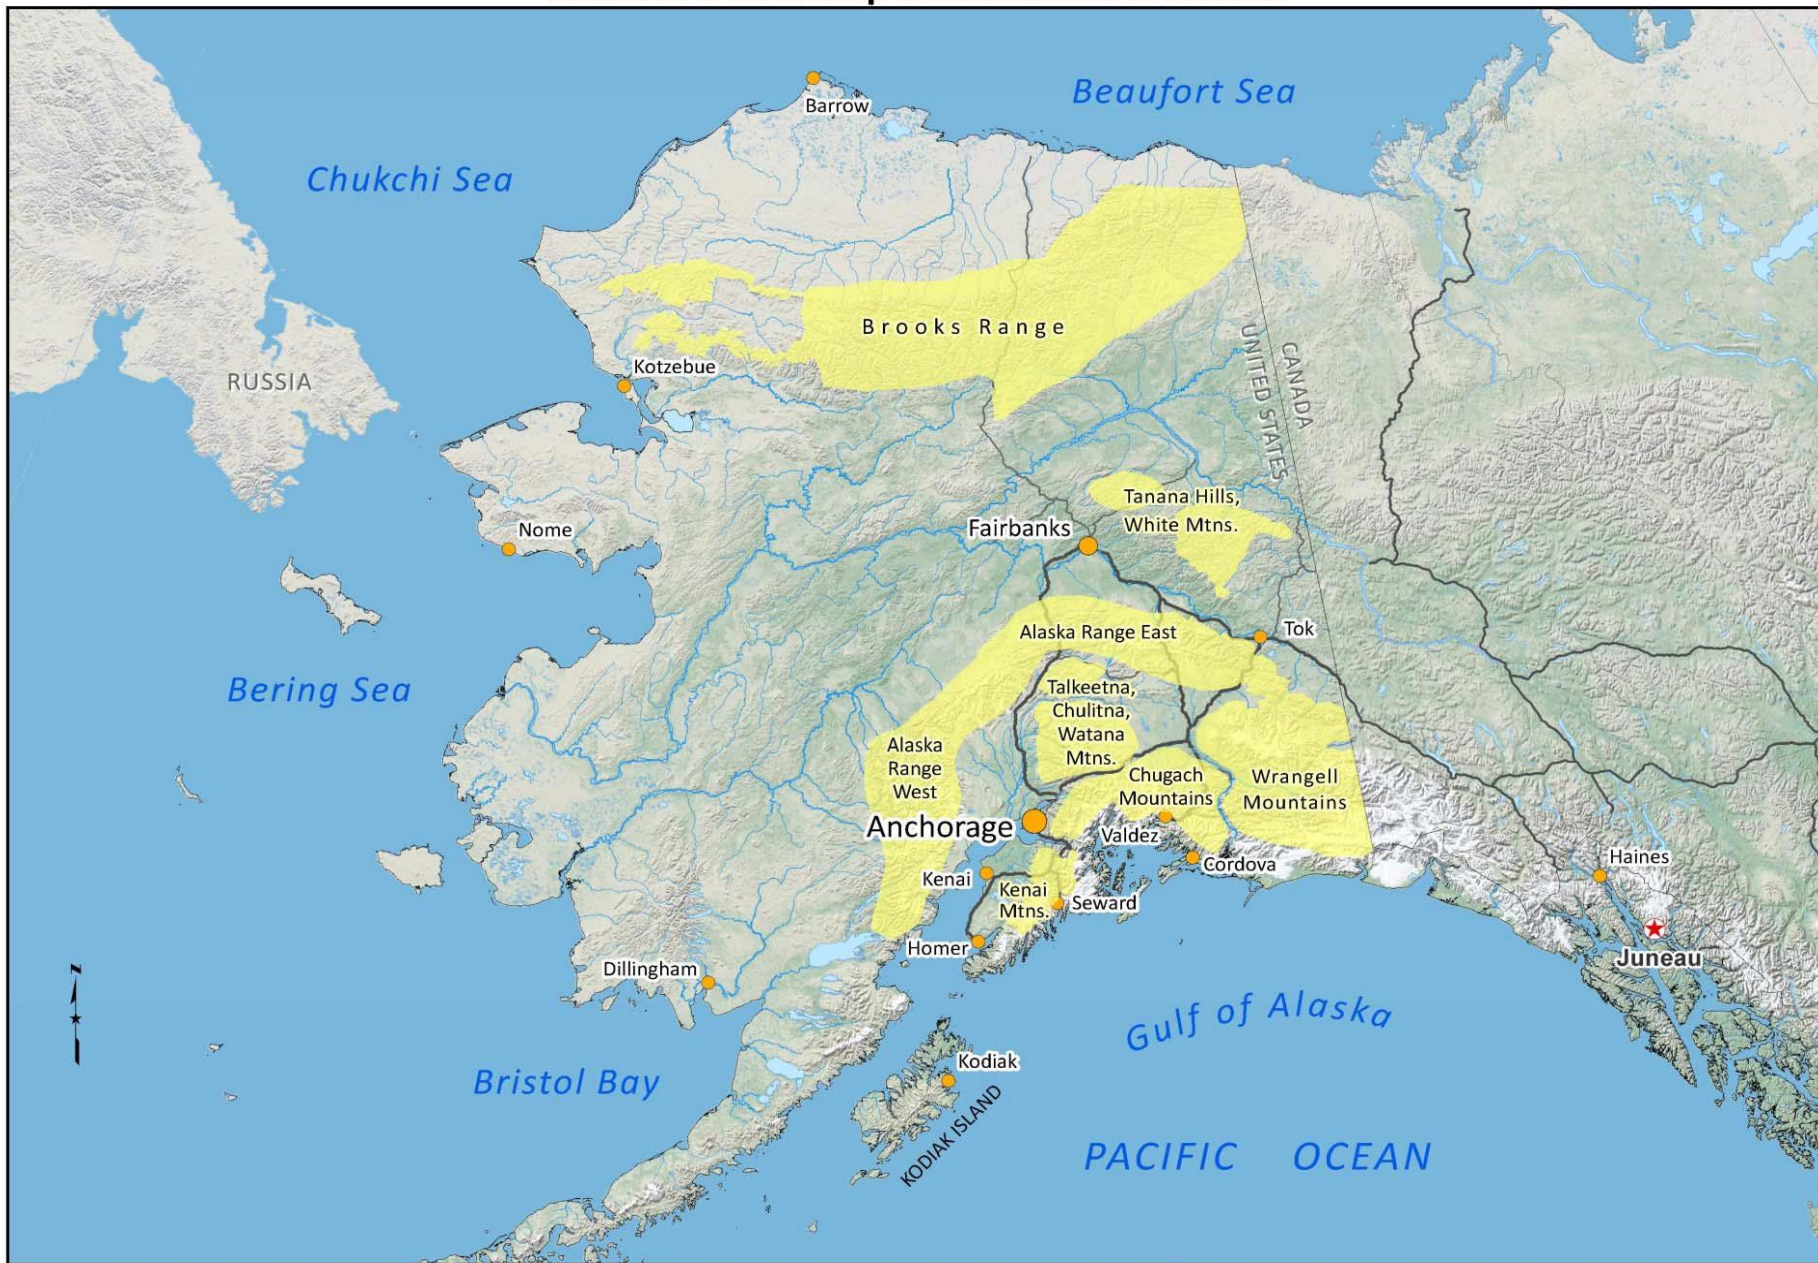 Barrow
Beaufort Sea
Chukchi Sea
Brooks Range
RUSSIA
Kotzebue
CANADA
UNITED STATES
Tanana Hills,
White Mtns.
Fairbanks
Nome
Alaska Range East
Tok
Bering Sea
Talkeetna,
Chulitna,
Watana
Mtns.
Alaska
Range
West
Chugach
Mountains
Wrangell
Mountains
Anchorage
Valdez
Cordova
Haines
Kenai
Kenai
Mtns.
Seward
Homer
Juneau
Dillingham
N
Gulf of Alaska
Kodiak
Bristol Bay
KODIAK ISLAND
PACIFIC OCEAN